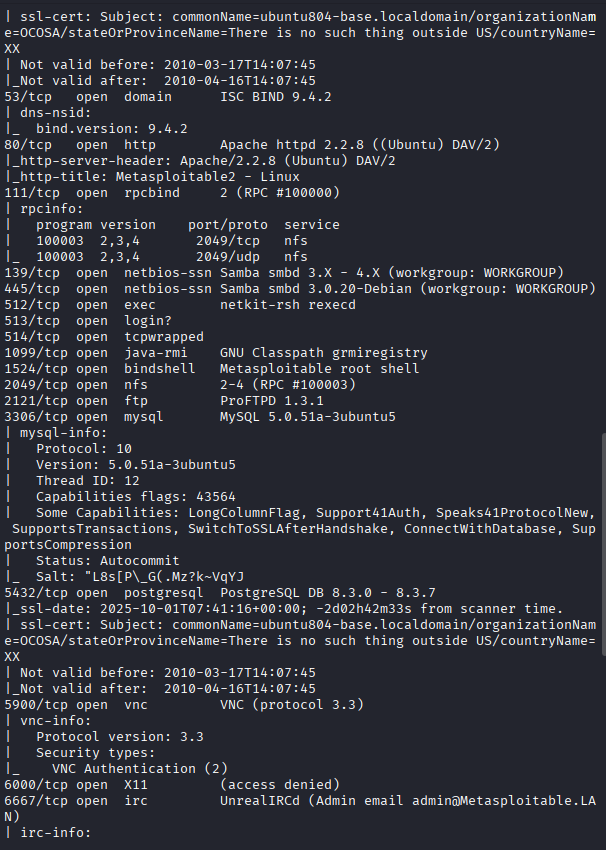 | ssl-cert: Subject: commonName=ubuntu804-base.localdomain/organizationNam
e=OCOSA/stateOrProvinceName=There is no such thing outside US/countryName=
XX
| Not valid before: 2010-03-17T14:07:45
|_Not valid after:  2010-04-16T14:07:45
53/tcp   open  domain      ISC BIND 9.4.2
| dns-nsid:
|_  bind.version: 9.4.2
80/tcp   open  http        Apache httpd 2.2.8 ((Ubuntu) DAV/2)
|_http-server-header: Apache/2.2.8 (Ubuntu) DAV/2
|_http-title: Metasploitable2 - Linux
111/tcp  open  rpcbind     2 (RPC #100000)
| rpcinfo:
|   program version    port/proto  service
|   100003  2,3,4       2049/tcp   nfs
|_  100003  2,3,4       2049/udp   nfs
139/tcp  open  netbios-ssn Samba smbd 3.X - 4.X (workgroup: WORKGROUP)
445/tcp  open  netbios-ssn Samba smbd 3.0.20-Debian (workgroup: WORKGROUP)
512/tcp  open  exec        netkit-rsh rexecd
513/tcp  open  login?
514/tcp  open  tcpwrapped
1099/tcp open  java-rmi    GNU Classpath grmiregistry
1524/tcp open  bindshell   Metasploitable root shell
2049/tcp open  nfs         2-4 (RPC #100003)
2121/tcp open  ftp         ProFTPD 1.3.1
3306/tcp open  mysql       MySQL 5.0.51a-3ubuntu5
| mysql-info:
|   Protocol: 10
|   Version: 5.0.51a-3ubuntu5
|   Thread ID: 12
|   Capabilities flags: 43564
|   Some Capabilities: LongColumnFlag, Support41Auth, Speaks41ProtocolNew,
 SupportsTransactions, SwitchToSSLAfterHandshake, ConnectWithDatabase, Sup
portsCompression
|   Status: Autocommit
|_  Salt: "L8s[P\_G(.Mz?k~VqYJ
5432/tcp open  postgresql  PostgreSQL DB 8.3.0 - 8.3.7
|_ssl-date: 2025-10-01T07:41:16+00:00; -2d02h42m33s from scanner time.
| ssl-cert: Subject: commonName=ubuntu804-base.localdomain/organizationNam
e=OCOSA/stateOrProvinceName=There is no such thing outside US/countryName=
XX
| Not valid before: 2010-03-17T14:07:45
|_Not valid after:  2010-04-16T14:07:45
5900/tcp open  vnc         VNC (protocol 3.3)
| vnc-info:
|   Protocol version: 3.3
|   Security types:
|_    VNC Authentication (2)
6000/tcp open  X11         (access denied)
6667/tcp open  irc         UnrealIRCd (Admin email admin@Metasploitable.LA
N)
| irc-info: